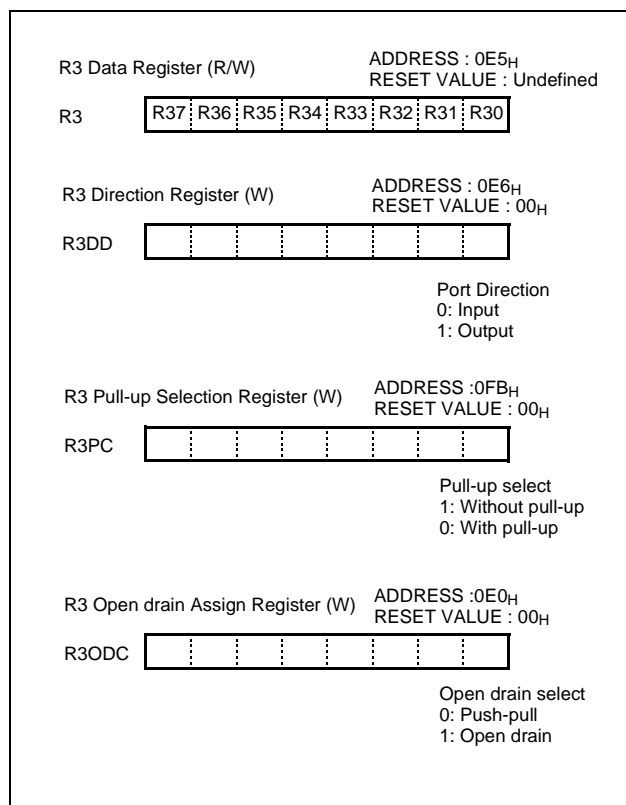 R3 Data Register (R/W)
ADDRESS : 0E5H
RESET VALUE : Undefined
R3
R37 R36 R35 R34 R33 R32 R31 R30
R3 Direction Register (W)
ADDRESS : 0E6H
RESET VALUE : 00H
R3DD
Port Direction
0: Input
1: Output
R3 Pull-up Selection Register (W)
ADDRESS :0FBH
RESET VALUE : 00H
R3PC
Pull-up select
1: Without pull-up
0: With pull-up
R3 Open drain Assign Register (W)
ADDRESS :0E0H
RESET VALUE : 00H
R3ODC
Open drain select
0: Push-pull
1: Open drain